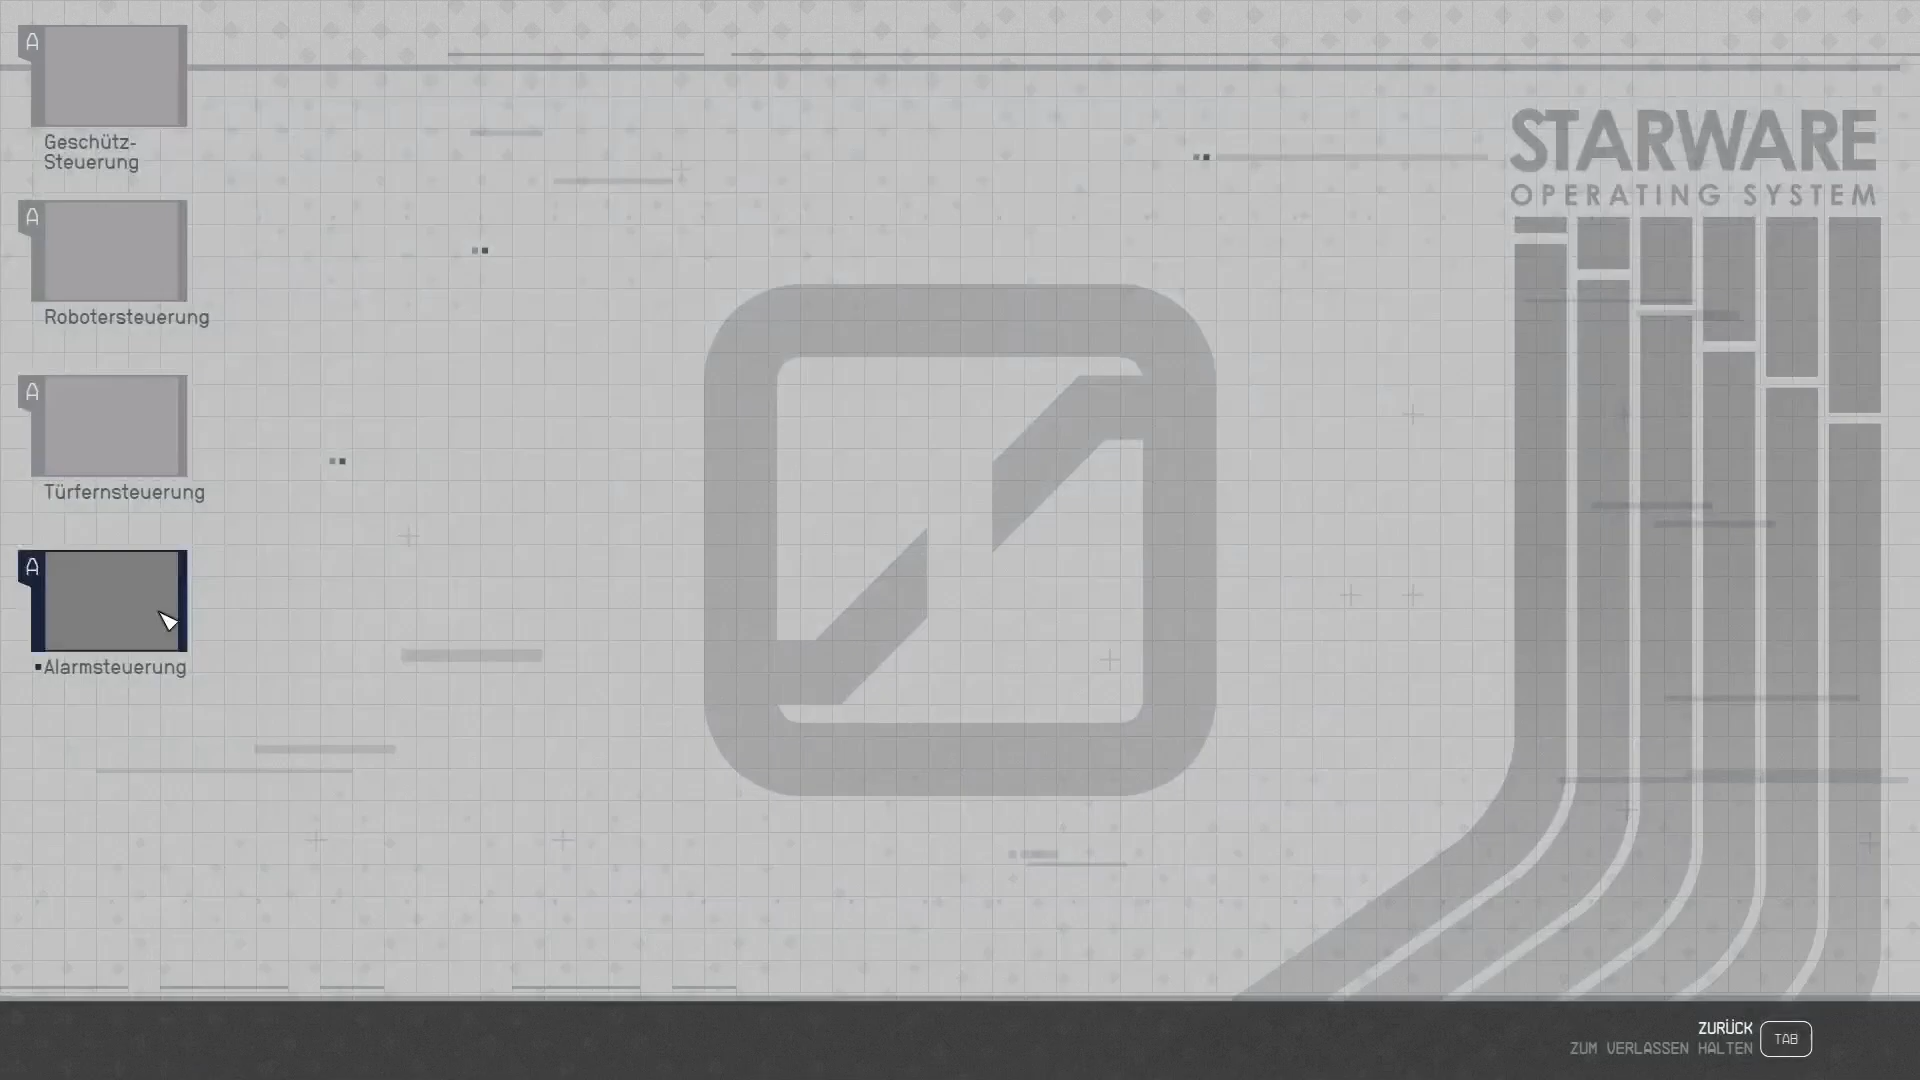 A
Geschütz-
Steuerung
A
Robotersteuerung
A
Türfernsteuerung
A
Alarmsteuerung
STARWARE
OPERATING SYSTEM
ZURÜCK
ZUM VERLASSEN HALTEN
TAB